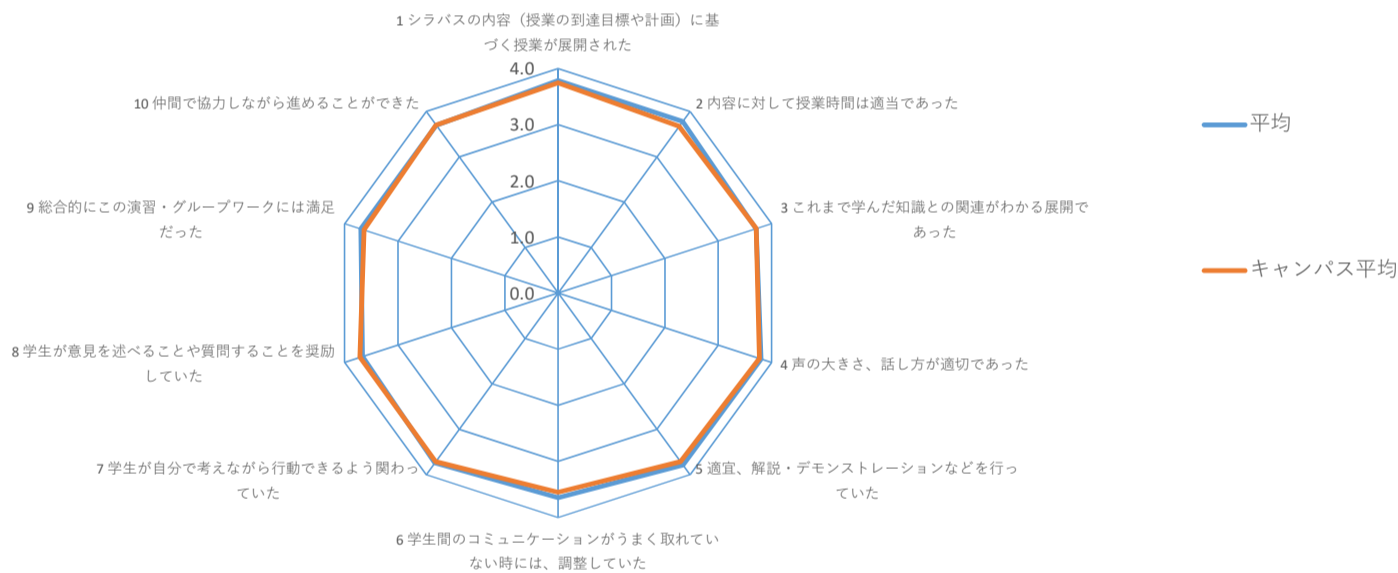 1 シラバスの内容（授業の到達目標や計画）に基
づく授業が展開された
4.0
3.0
2.0
1.0
0.0
2 内容に対して授業時間は適当であった
3 これまで学んだ知識との関連がわかる展開で
あった
4 声の大きさ、話し方が適切であった
5 適宜、解説・デモンストレーションなどを行っ
ていた
6 学生間のコミュニケーションがうまく取れてい
ない時には、調整していた
7 学生が自分で考えながら行動できるよう関わっ
ていた
8 学生が意見を述べることや質問することを奨励
していた
9 総合的にこの演習・グループワークには満足
だった
10 仲間で協力しながら進めることができた
平均
キャンパス平均